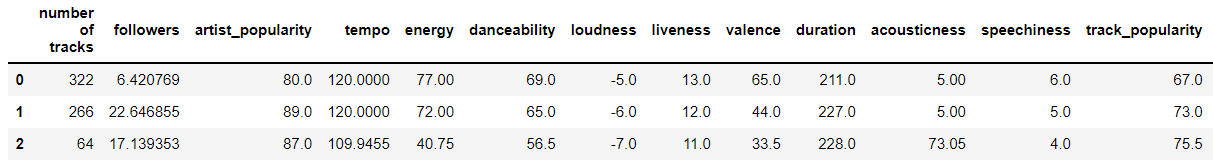 number of tracks followers artist_popularity tempo energy danceability loudness liveness valence duration acousticness speechiness track_popularity
0 322 6.420769 80.0 120.0000 77.00 69.0 -5.0 13.0 65.0 211.0 5.00 6.0 67.0
1 266 22.646855 89.0 120.0000 72.00 65.0 -6.0 12.0 44.0 227.0 5.00 5.0 73.0
2 64 17.139353 87.0 109.9455 40.75 56.5 -7.0 11.0 33.5 228.0 73.05 4.0 75.5